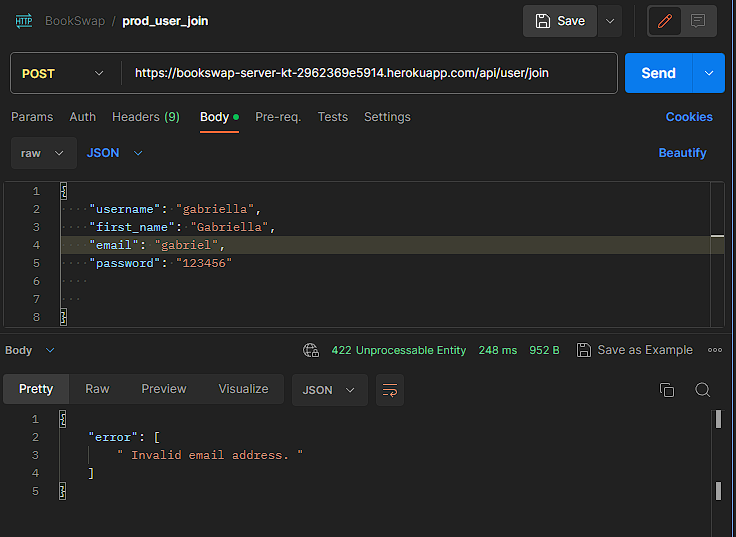 HTTP BookSwap / prod_user_join Save
POST https://bookswap-server-kt-2962369e5914.herokuapp.com/api/user/join Send
Params Auth Headers (9) Body Pre-req. Tests Settings Cookies
raw JSON Beautify
1 {
2 "username": "gabriella",
3 "first_name": "Gabriella",
4 "email": "gabriel",
5 "password": "123456"
6
7
8 }
Body 422 Unprocessable Entity 248 ms 952 B Save as Example
Pretty Raw Preview Visualize JSON
1 {
2 "error": [
3 " Invalid email address. "
4 ]
5 }